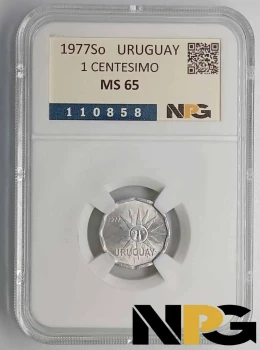 1977So URUGUAY
1 CENTESIMO
MS 65
110858
NPG
URUGUAY
NPG